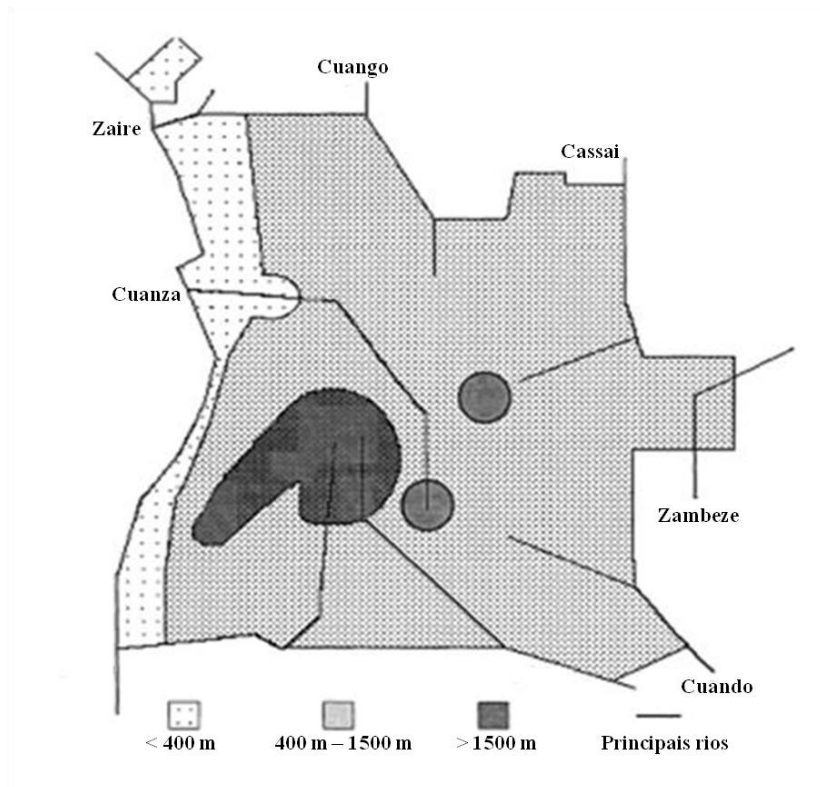 Cuango
Zaire
Cassai
Cuanza
Zambeze
Cuando
< 400 m
400 m – 1500 m
> 1500 m
Principais rios